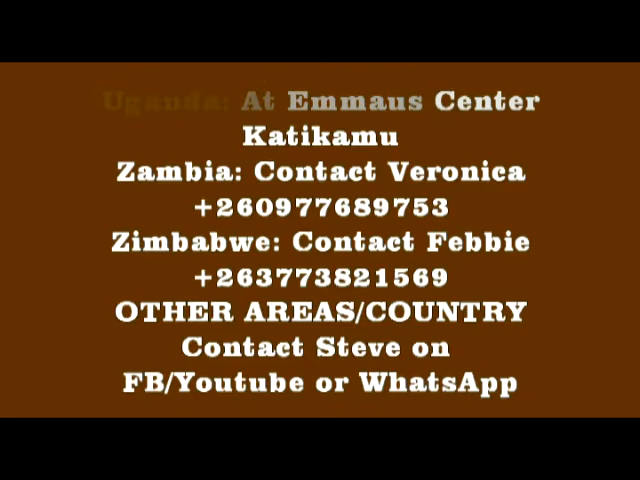 Uganda: At Emmaus Center
Katikamu
Zambia: Contact Veronica
+260977689753
Zimbabwe: Contact Febbie
+263773821569
OTHER AREAS/COUNTRY
Contact Steve on
FB/Youtube or WhatsApp